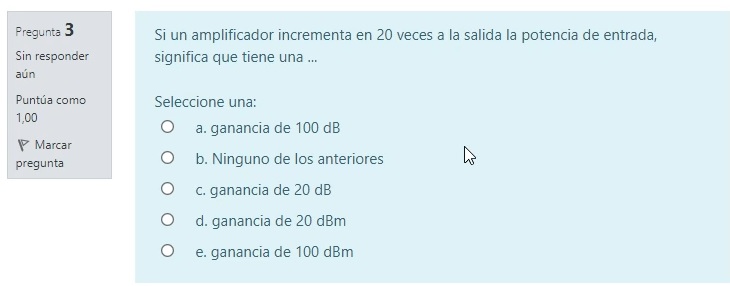 Pregunta 3
Sin responder
aún
Puntúa como
1,00
Marcar
pregunta
Si un amplificador incrementa en 20 veces a la salida la potencia de entrada,
significa que tiene una ...
Seleccione una:
a. ganancia de 100 dB
b. Ninguno de los anteriores
c. ganancia de 20 dB
d. ganancia de 20 dBm
e. ganancia de 100 dBm